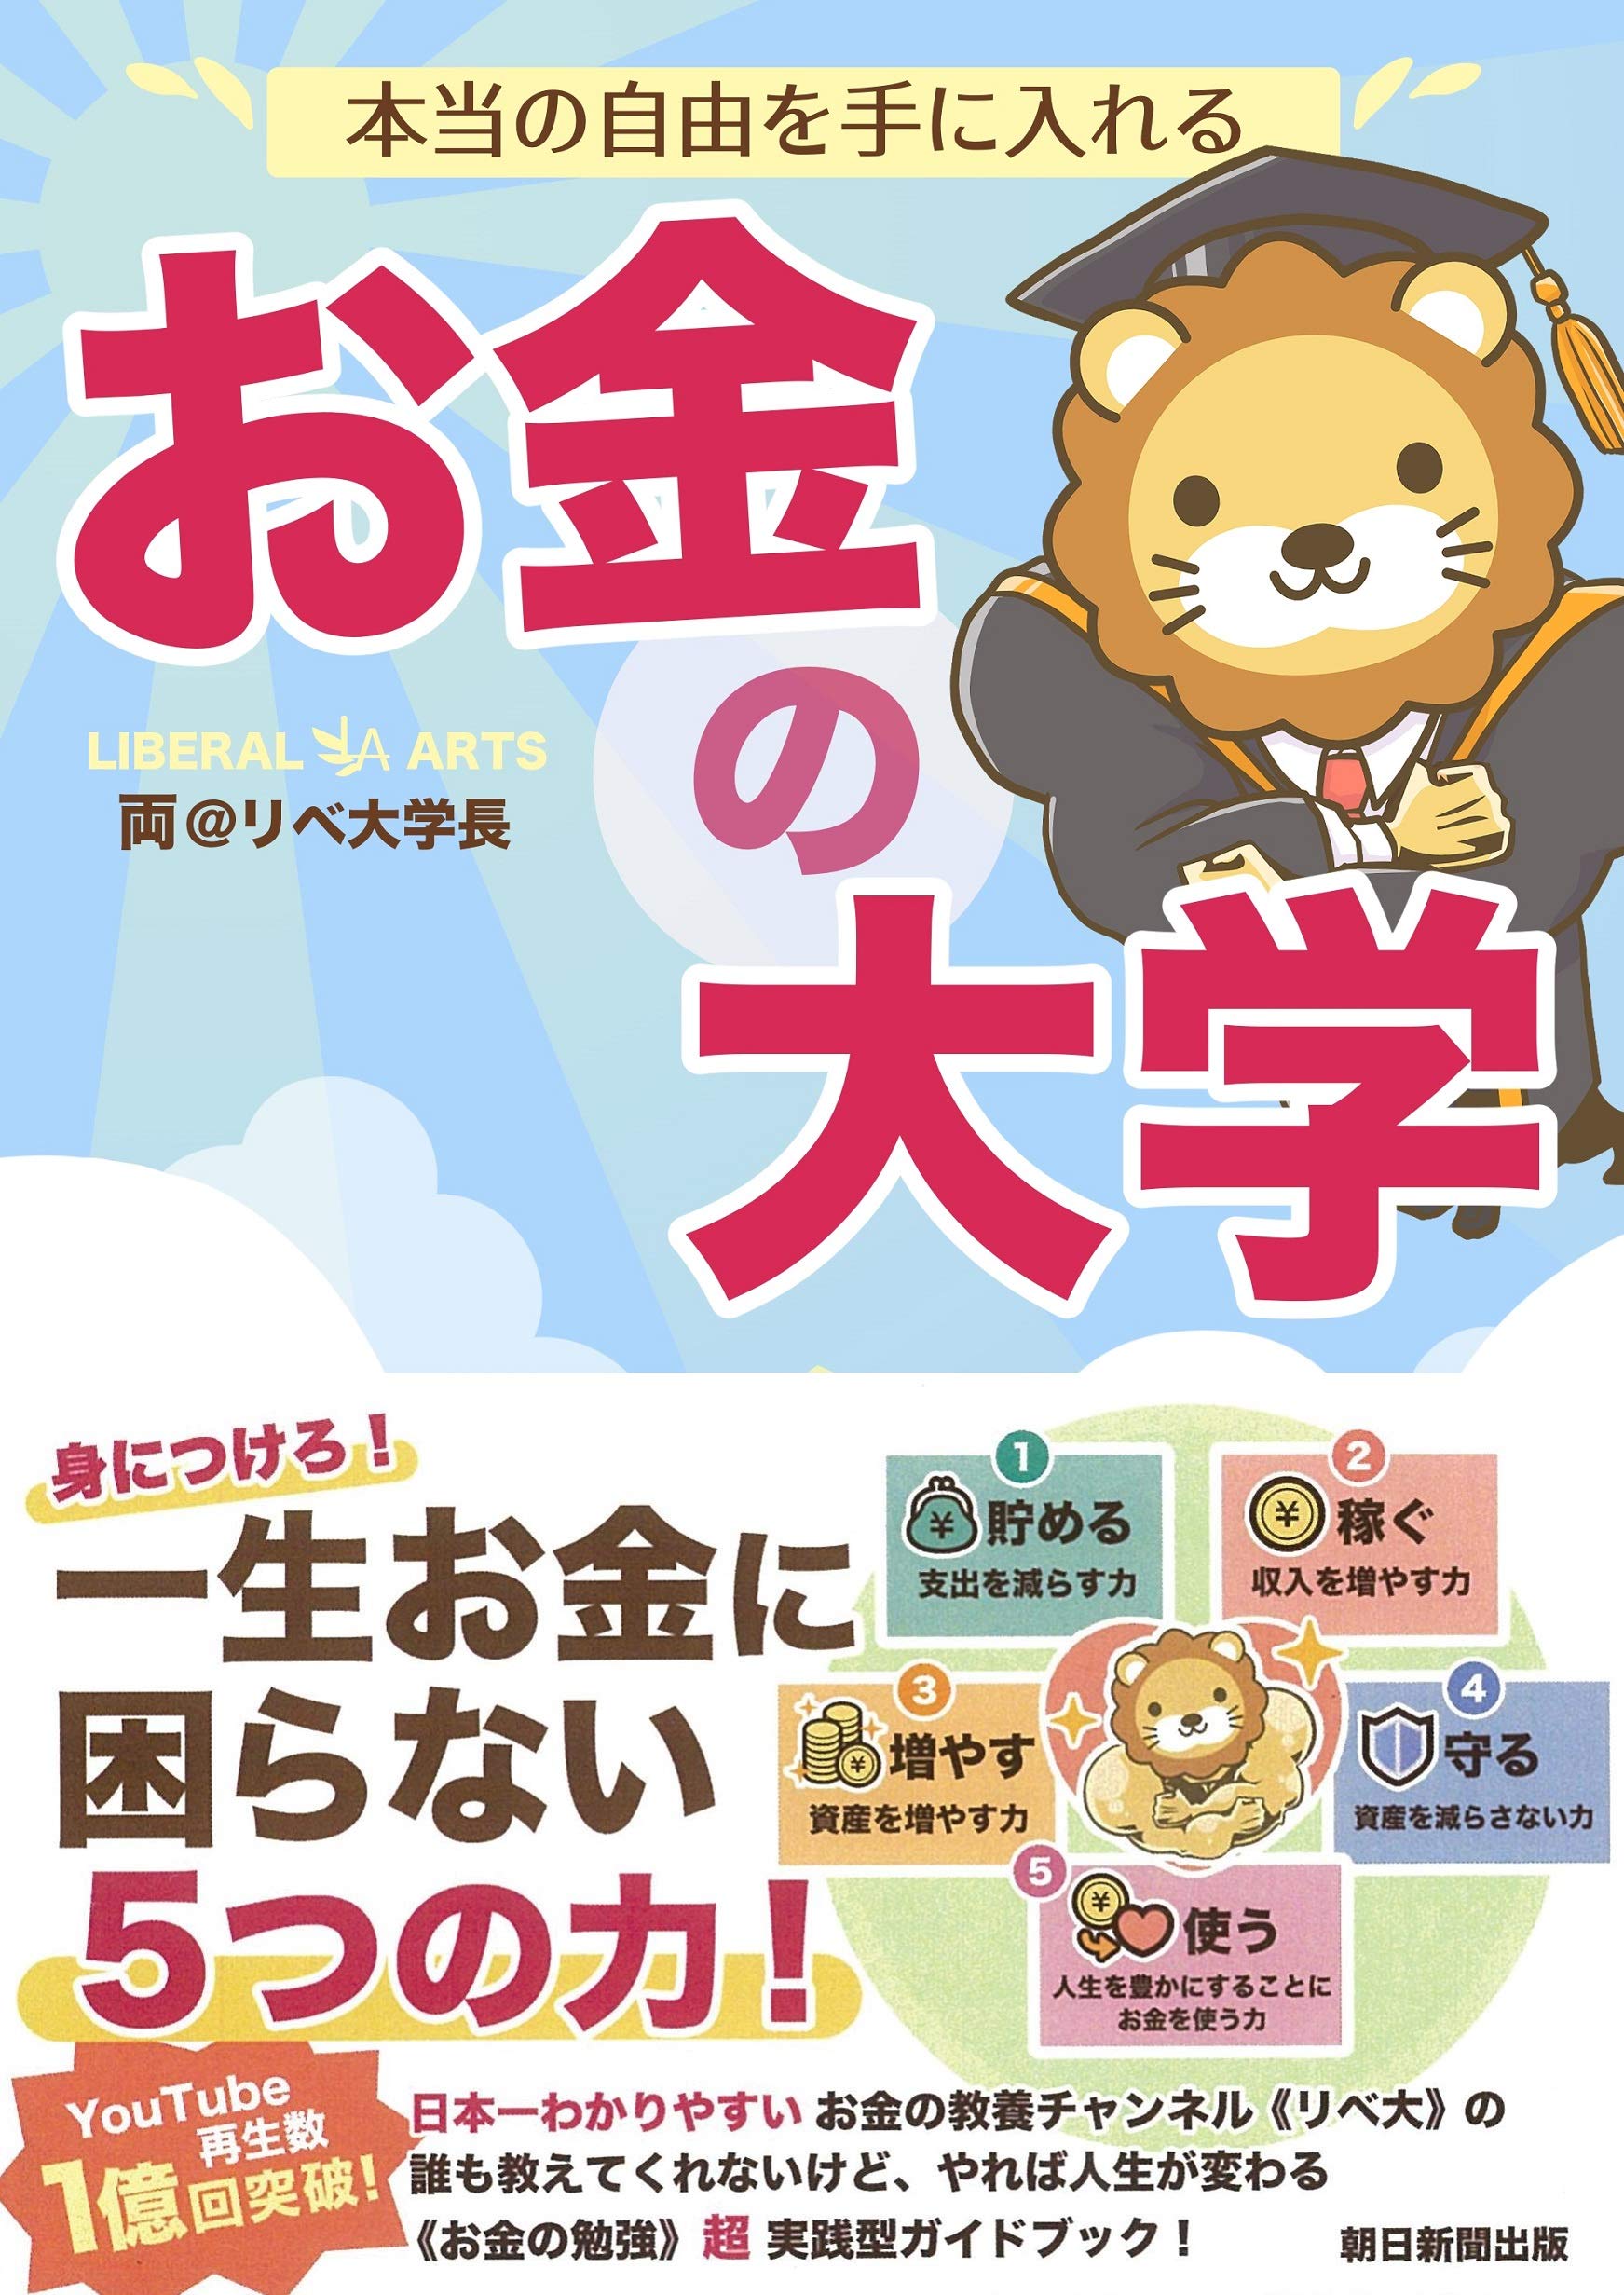 本当の自由を手に入れる
お金
の
大学
LIBERAL LA ARTS
両@リベ大学長
身につけろ！
一生お金に
困らない
5つの力！
1
貯める
支出を減らす力
2
稼ぐ
収入を増やす力
3
増やす
資産を増やす力
4
守る
資産を減らさない力
5
使う
人生を豊かにすることに
お金を使う力
YouTube
再生数
1億回突破！
日本一わかりやすい お金の教養チャンネル《リベ大》の
誰も教えてくれないけど、やれば人生が変わる
《お金の勉強》超 実践型ガイドブック！
朝日新聞出版